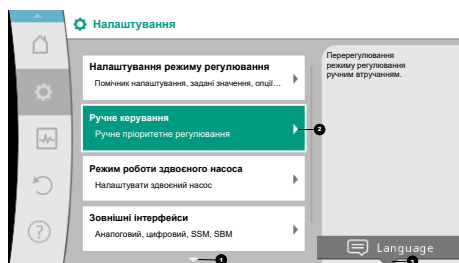 Налаштування
Налаштування режиму регулювання
Помічник налаштування, задані значення, опції...
Ручне керування
Ручне пріоритетне регулювання
Режим роботи здвоєного насоса
Налаштувати здвоєний насос
Зовнішні інтерфейси
Аналоговий, цифровий, SSM, SBM
Перерегулювання
режиму регулювання
ручним втручанням.
2
Language
1
3